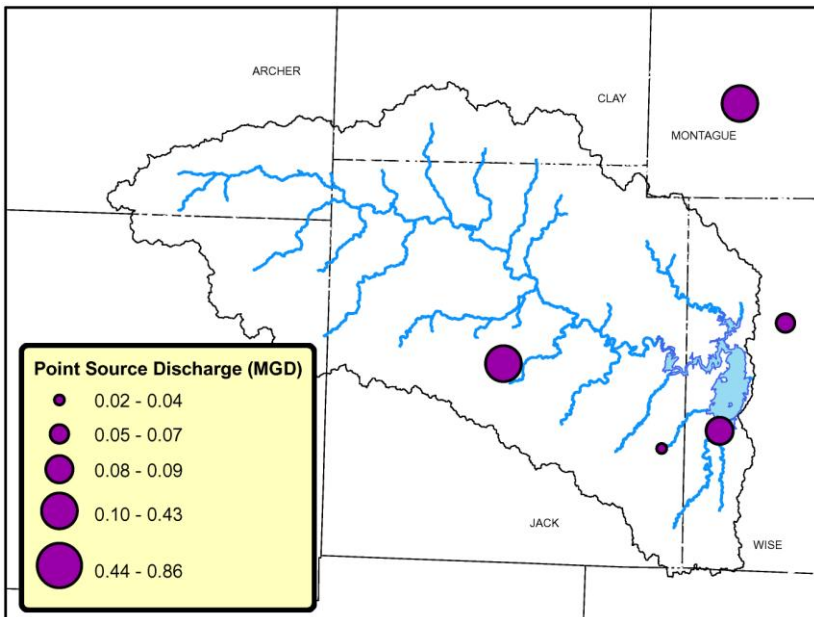 ARCHER
CLAY
MONTAGUE
Point Source Discharge (MGD)
0.02 - 0.04
0.05 - 0.07
0.08 - 0.09
0.10 - 0.43
0.44 - 0.86
JACK
WISE